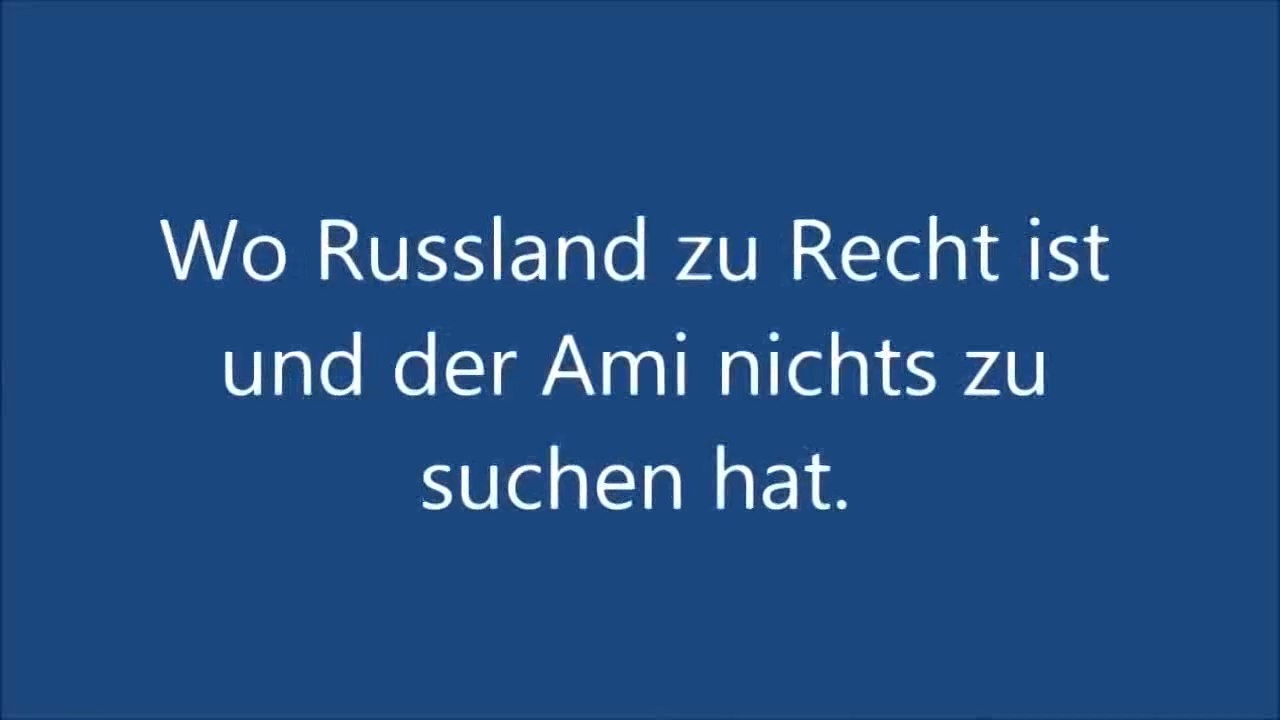 Wo Russland zu Recht ist
und der Ami nichts zu
suchen hat.